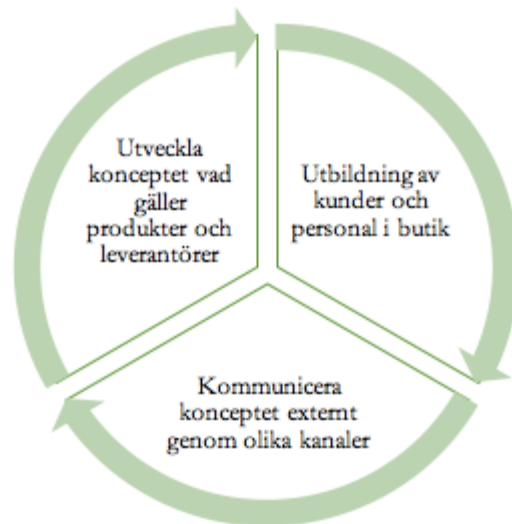 Utveckla
konceptet vad
gäller
produkter och
leverantörer
Utbildning av
kunder och
personal i butik
Kommunicera
konceptet externt
genom olika kanaler